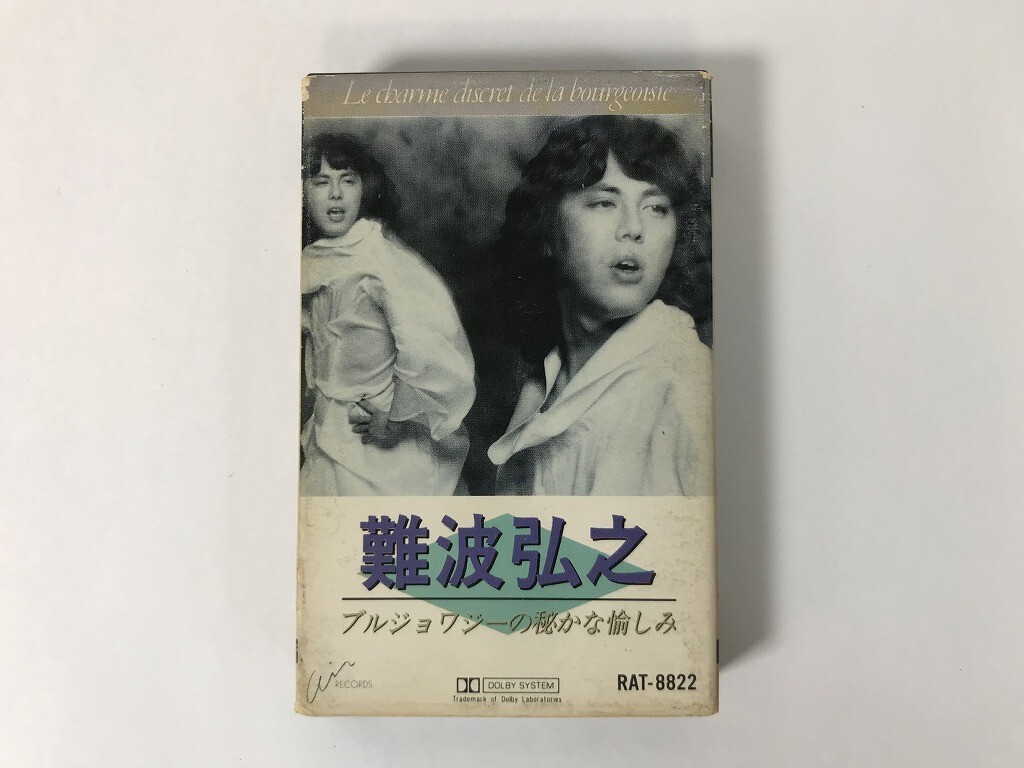 Le charme discret de la bourgeoisie
難波弘之
ブルジョワジーの秘かな愉しみ
air RECORDS
DOLBY SYSTEM
Trademark of Dolby Laboratories
RAT-8822